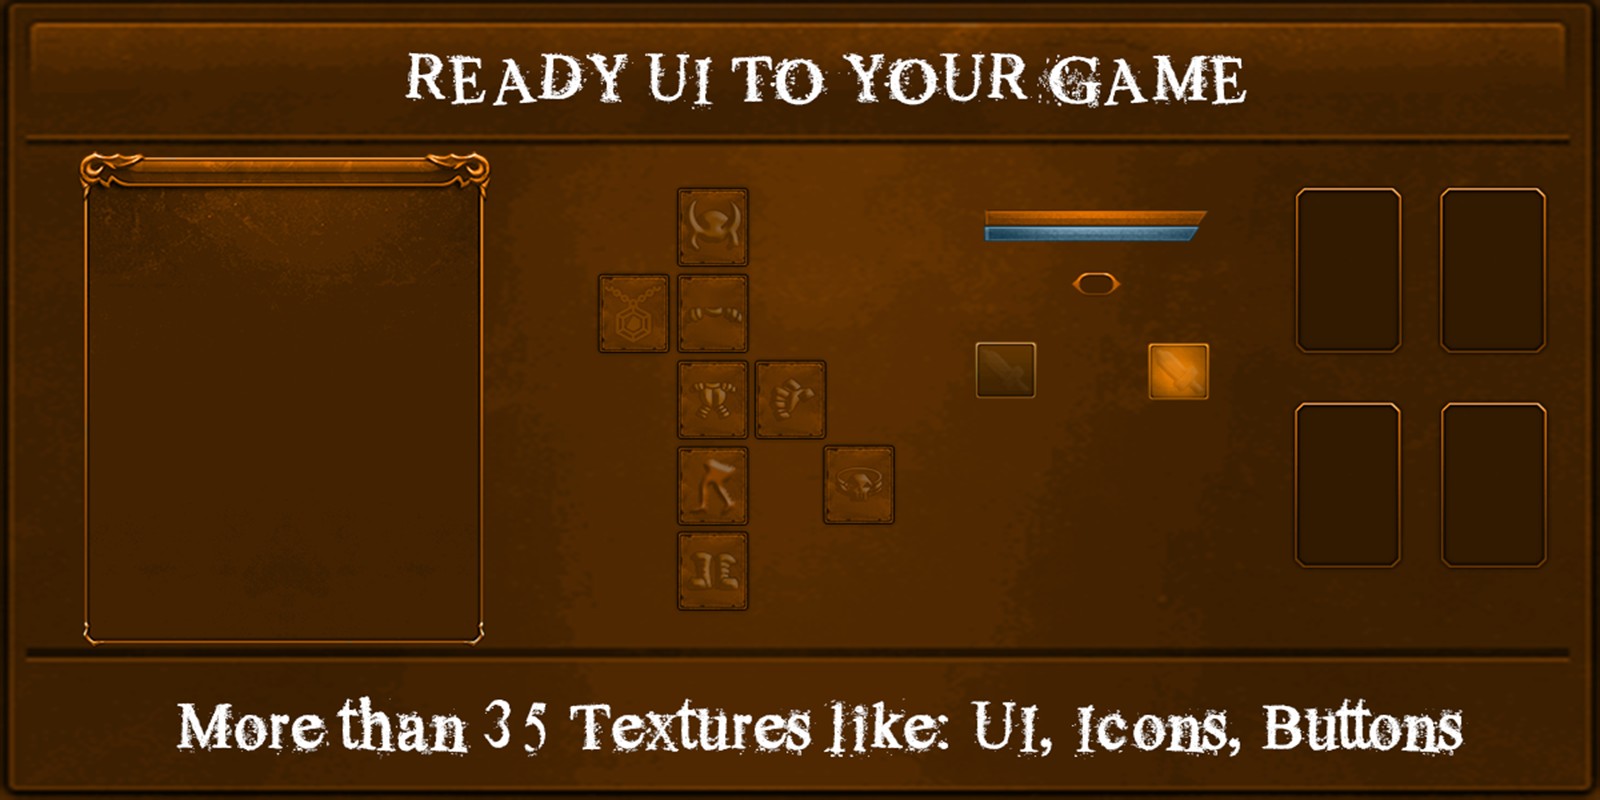 READY UI TO YOUR GAME
More than 35 Textures like: UI, Icons, Buttons